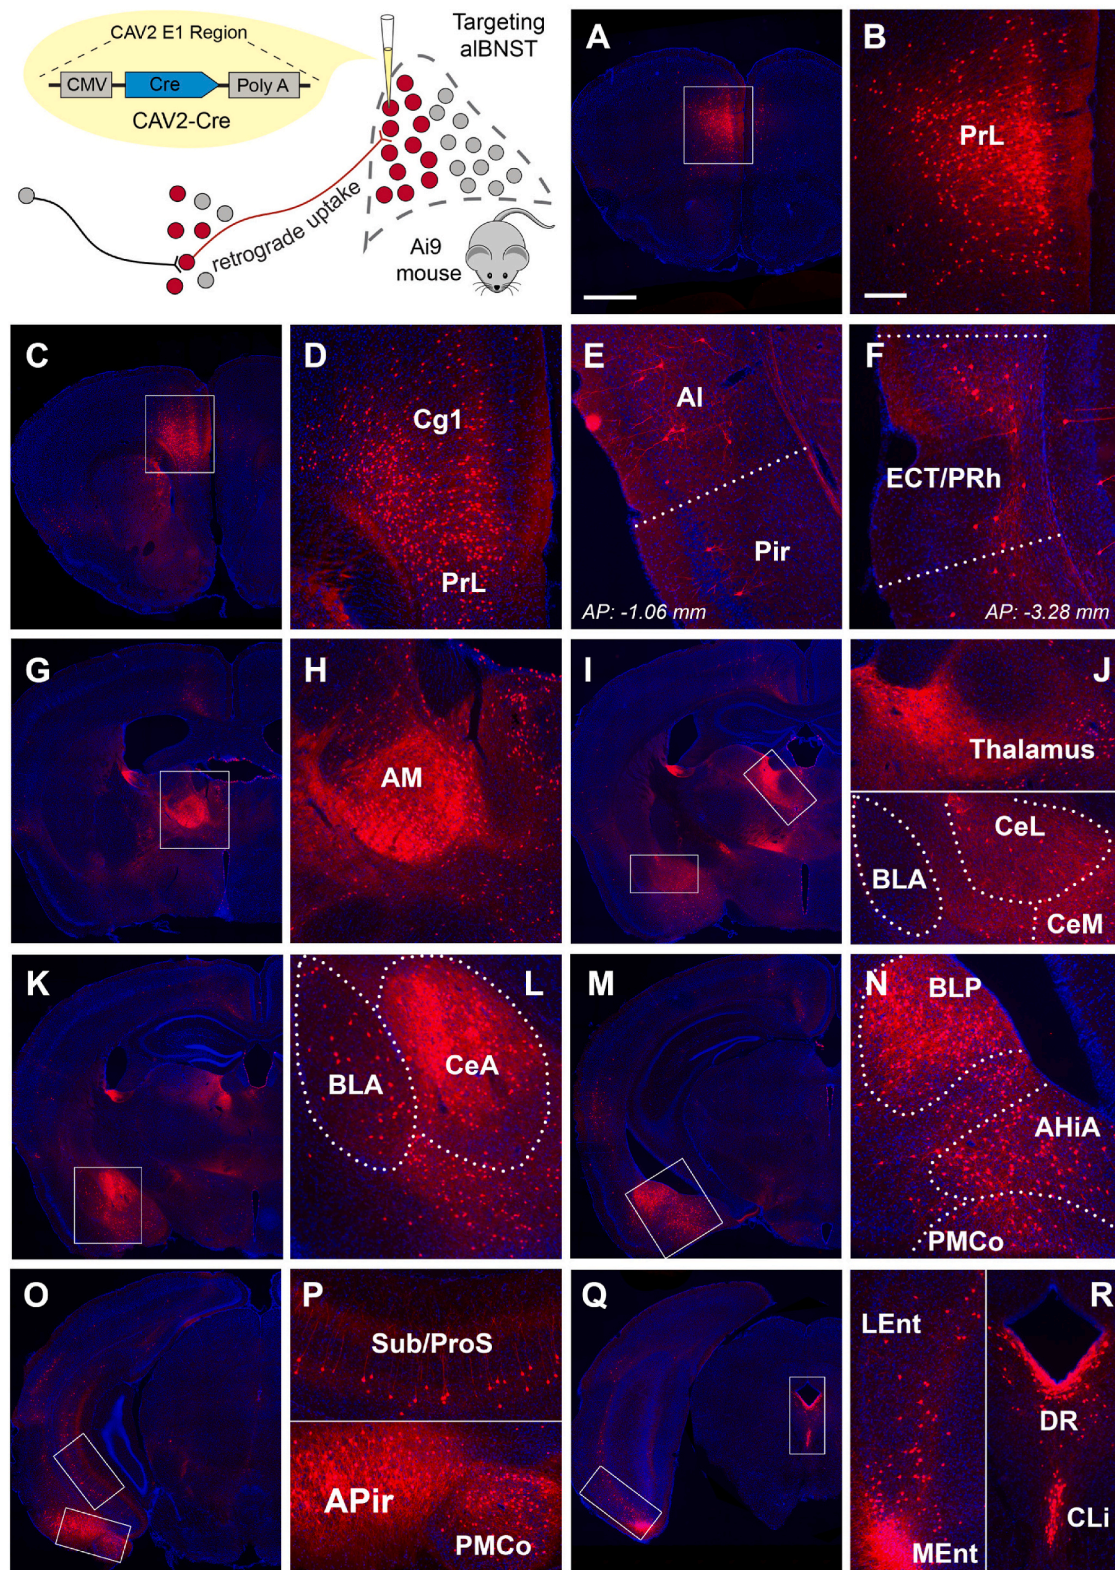 CAV2 E1 Region
CMV
Cre
Poly A
CAV2-Cre
Targeting
alBNST
retrograde uptake
Ai9
mouse
A
B
PrL
C
D
Cg1
PrL
E
AI
Pir
AP: -1.06 mm
F
ECT/PRh
AP: -3.28 mm
G
H
AM
I
J
Thalamus
CeL
BLA
CeM
K
L
BLA
CeA
M
N
BLP
AHiA
PMCo
O
P
Sub/ProS
APir
PMCo
Q
R
LEnt
MEnt
DR
CLi